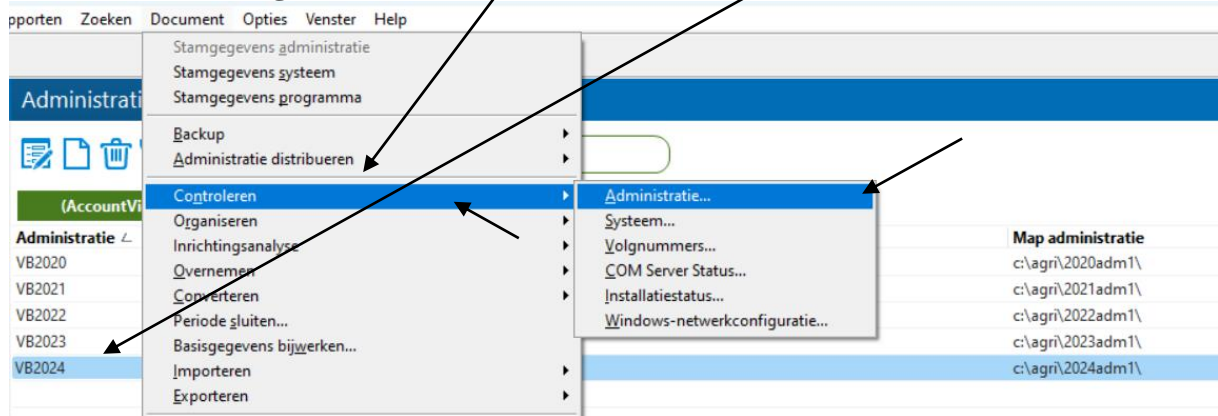 pporten Zoeken Document Opties Venster Help
Stamgegevens administratie
Stamgegevens systeem
Stamgegevens programma
Administrati
Backup
Administratie distribueren
Controleren
Organiseren
Inrichtingsanalyse
Overnemen
Converteren
Periode sluiten...
Basisgegevens bijwerken...
Importeren
Exporteren
Administratie...
Systeem...
Volgnummers...
COM Server Status...
Installatiestatus...
Windows-netwerkconfiguratie...
(AccountVi
Administratie Map administratie
VB2020 c:\agri\2020adm1\
VB2021 c:\agri\2021adm1\
VB2022 c:\agri\2022adm1\
VB2023 c:\agri\2023adm1\
VB2024 c:\agri\2024adm1\